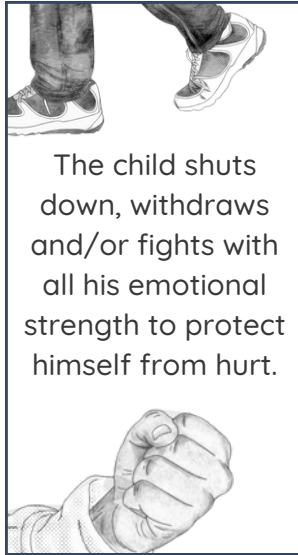 The child shuts
down, withdraws
and/or fights with
all his emotional
strength to protect
himself from hurt.